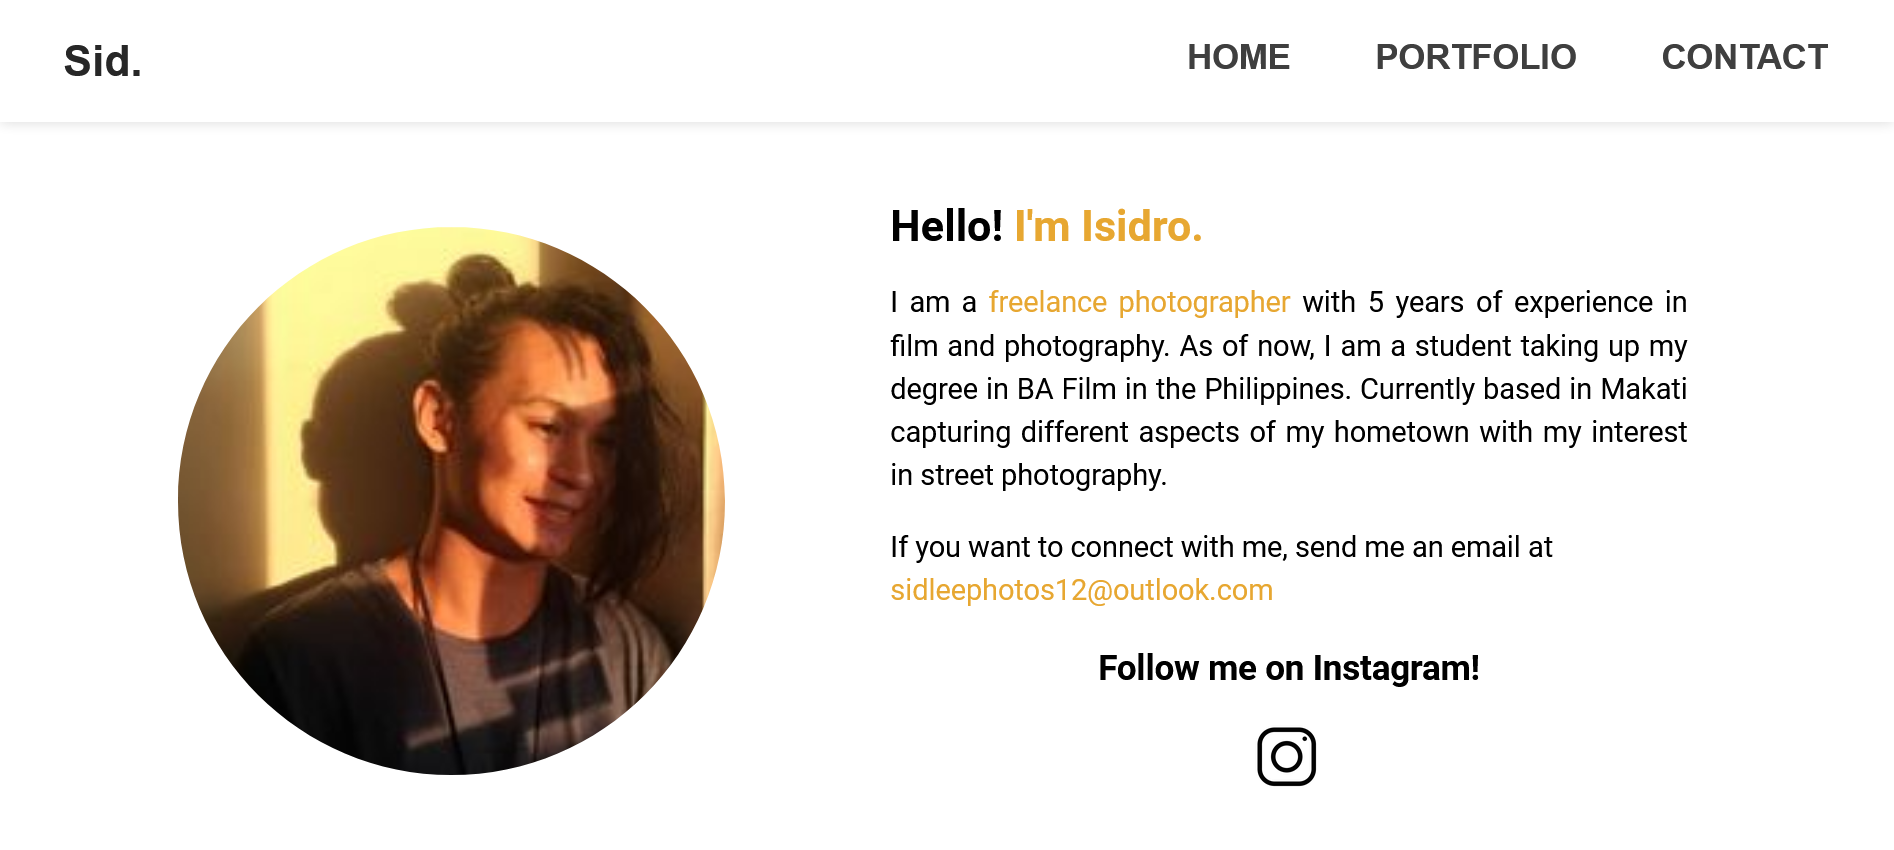 Sid.
HOME
PORTFOLIO
CONTACT
Hello! I'm Isidro.
I am a freelance photographer with 5 years of experience in
film and photography. As of now, I am a student taking up my
degree in BA Film in the Philippines. Currently based in Makati
capturing different aspects of my hometown with my interest
in street photography.
If you want to connect with me, send me an email at
sidleephotos12@outlook.com
Follow me on Instagram!